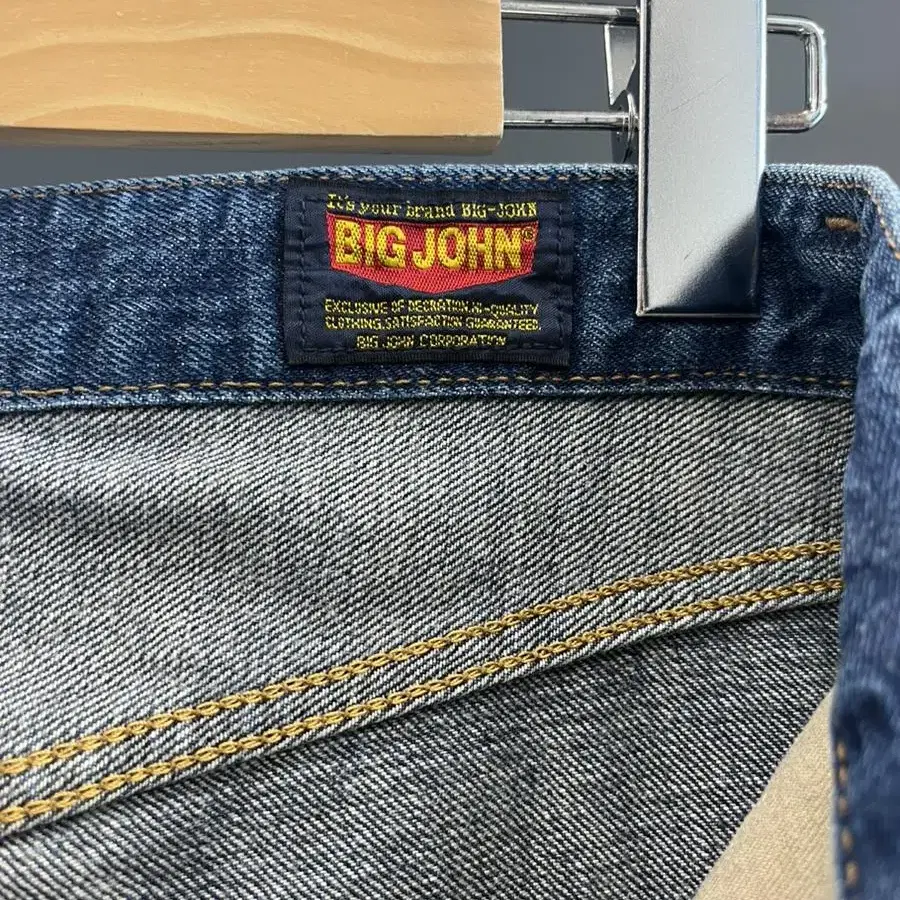 It's your brand BIG-JOHN
BIG JOHN®
EXCLUSIVE OF DECRATION.HI-QUALITY
CLOTHING.SATISFACTION GUARANTEED.
BIG JOHN CORPORATION